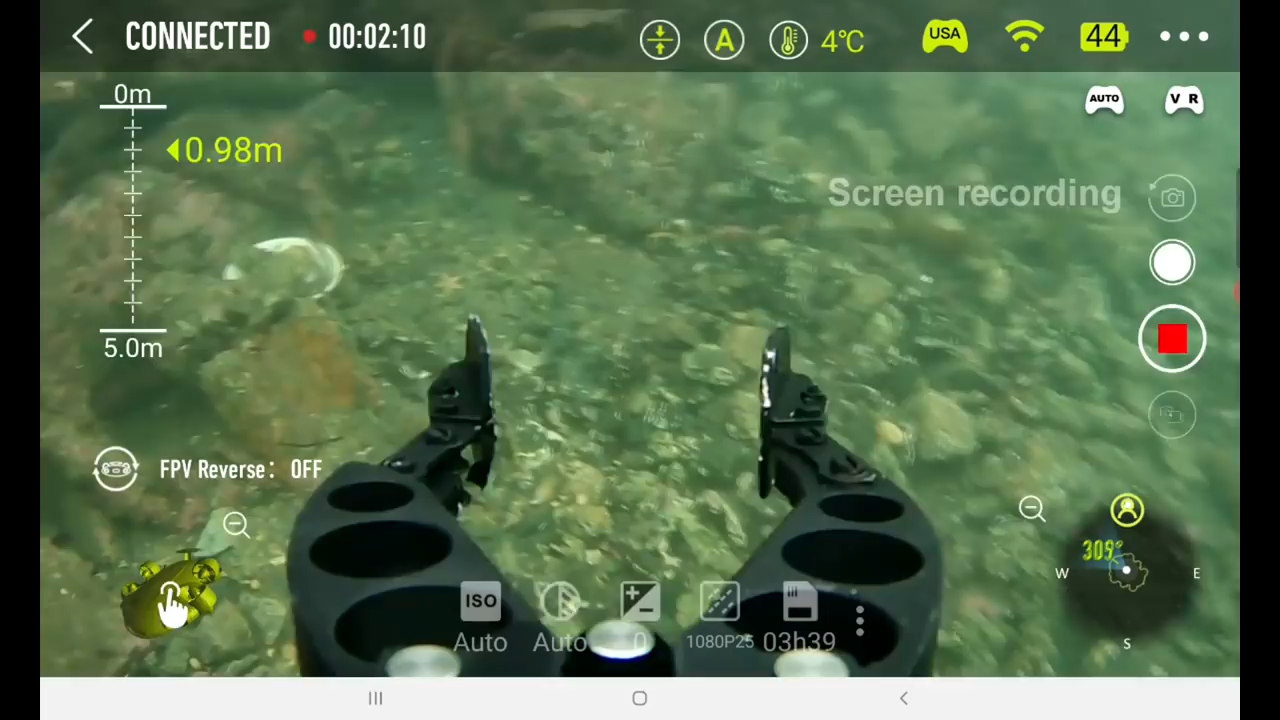 CONNECTED 00:02:10 A 4℃ USA 44
AUTO V R
0m
0.98m
Screen recording
5.0m
FPV Reverse: OFF
309°
W E
S
ISO
Auto Auto 0 1080P25 03h39